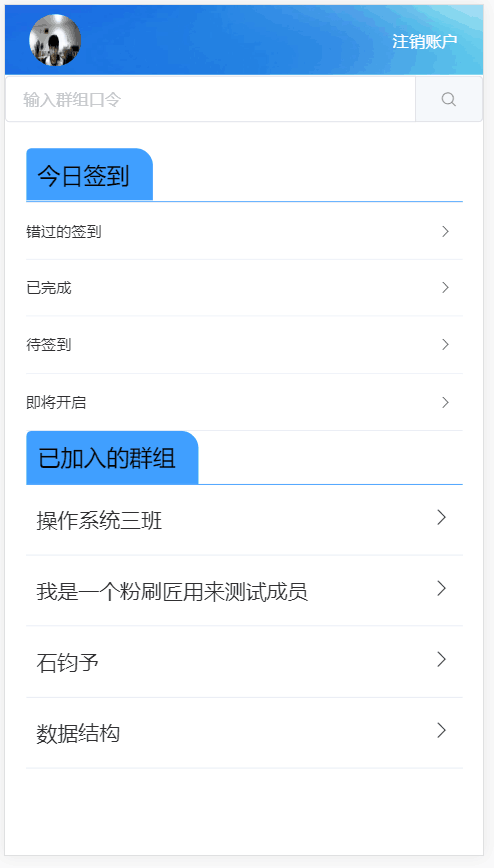 注销账户
输入群组口令
今日签到
错过的签到
已完成
待签到
即将开启
已加入的群组
操作系统三班
我是一个粉刷匠用来测试成员
石钧予
数据结构